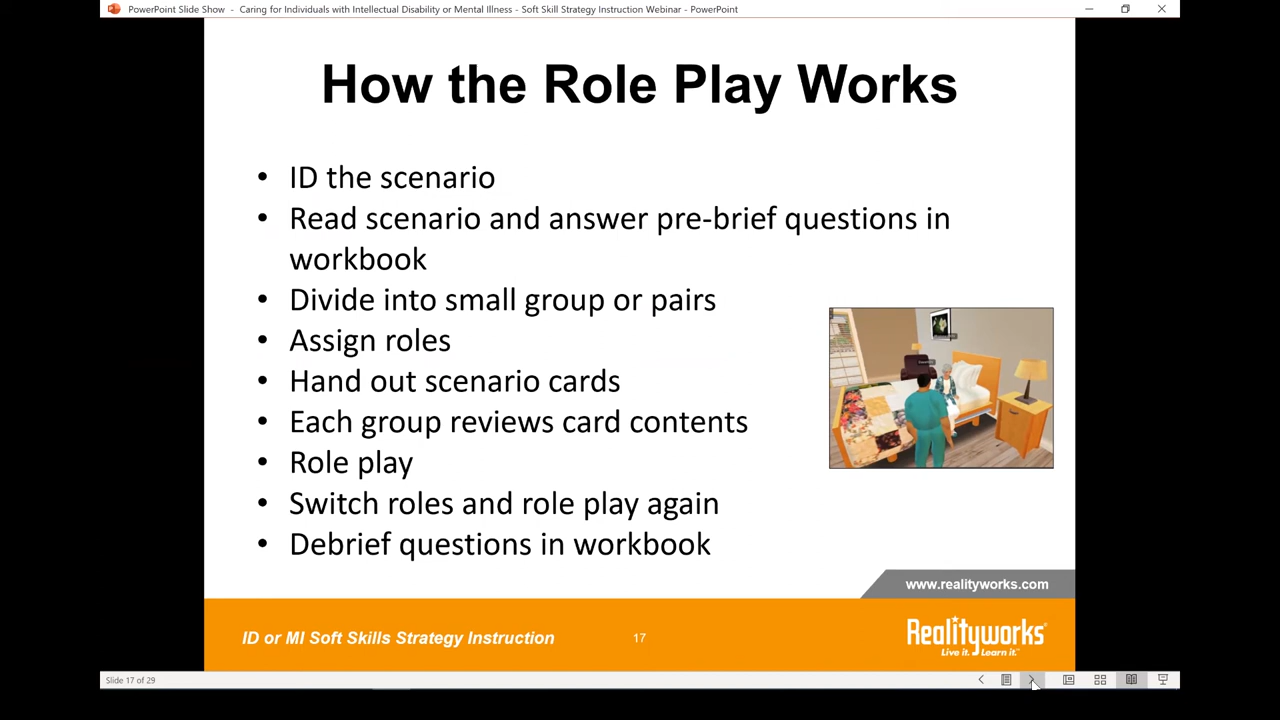 PowerPoint Slide Show - Caring for Individuals with Intellectual Disability or Mental Illness - Soft Skill Strategy Instruction Webinar - PowerPoint
How the Role Play Works
• ID the scenario
• Read scenario and answer pre-brief questions in
workbook
• Divide into small group or pairs
• Assign roles
• Hand out scenario cards
• Each group reviews card contents
• Role play
• Switch roles and role play again
• Debrief questions in workbook
www.realityworks.com
ID or MI Soft Skills Strategy Instruction
17
Realityworks
Live it. Learn it.™
Slide 17 of 29